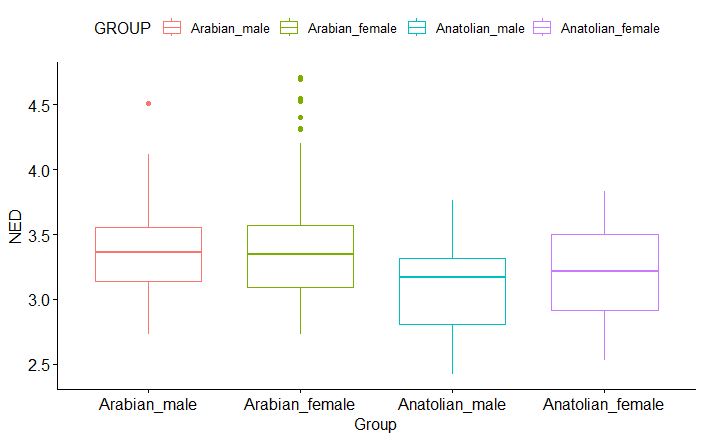 GROUP Arabian_male Arabian_female Anatolian_male Anatolian_female
4.5
4.0
3.5
3.0
2.5
NED
Arabian_male Arabian_female Anatolian_male Anatolian_female
Group